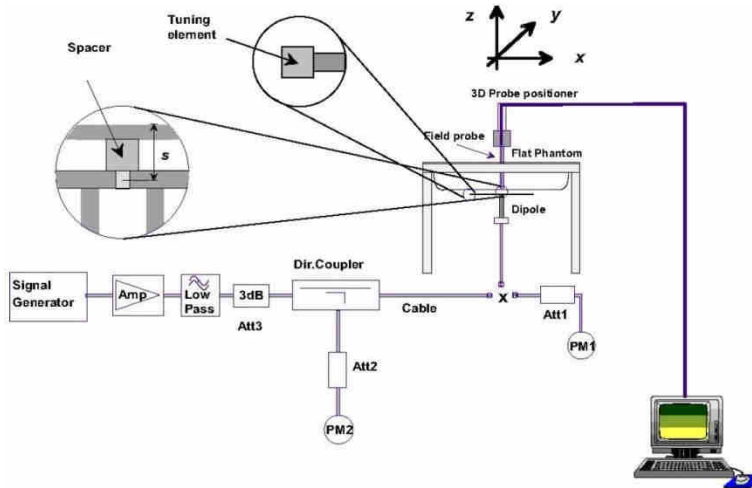 Tuning
element
Spacer
s
z
y
x
3D Probe positioner
Field probe
Flat Phantom
Dipole
Dir.Coupler
Signal
Generator
Amp
Low
Pass
3dB
Att3
Cable
X
Att1
PM1
Att2
PM2